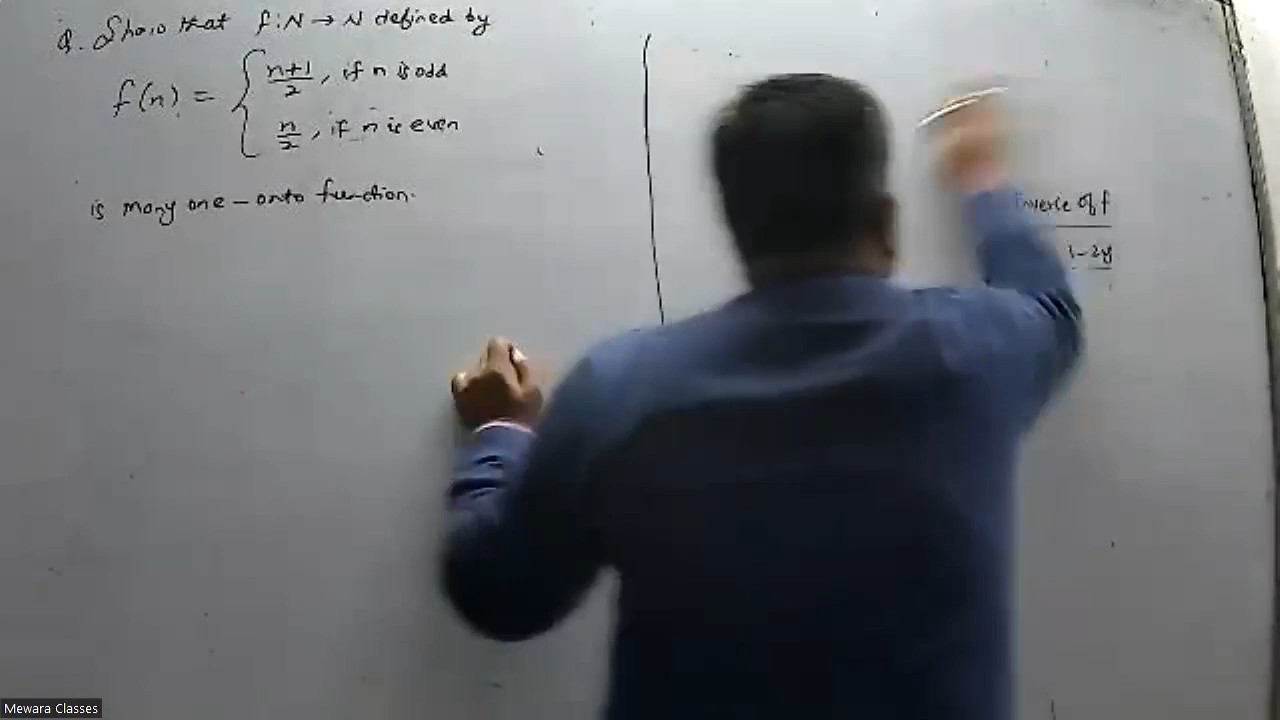 Q. Show that f:N → N defined by
f(n) = { n+1/2, if n is odd
n/2, if n is even
is many one – onto function.
Inverse of f
-2y
Mewara Classes